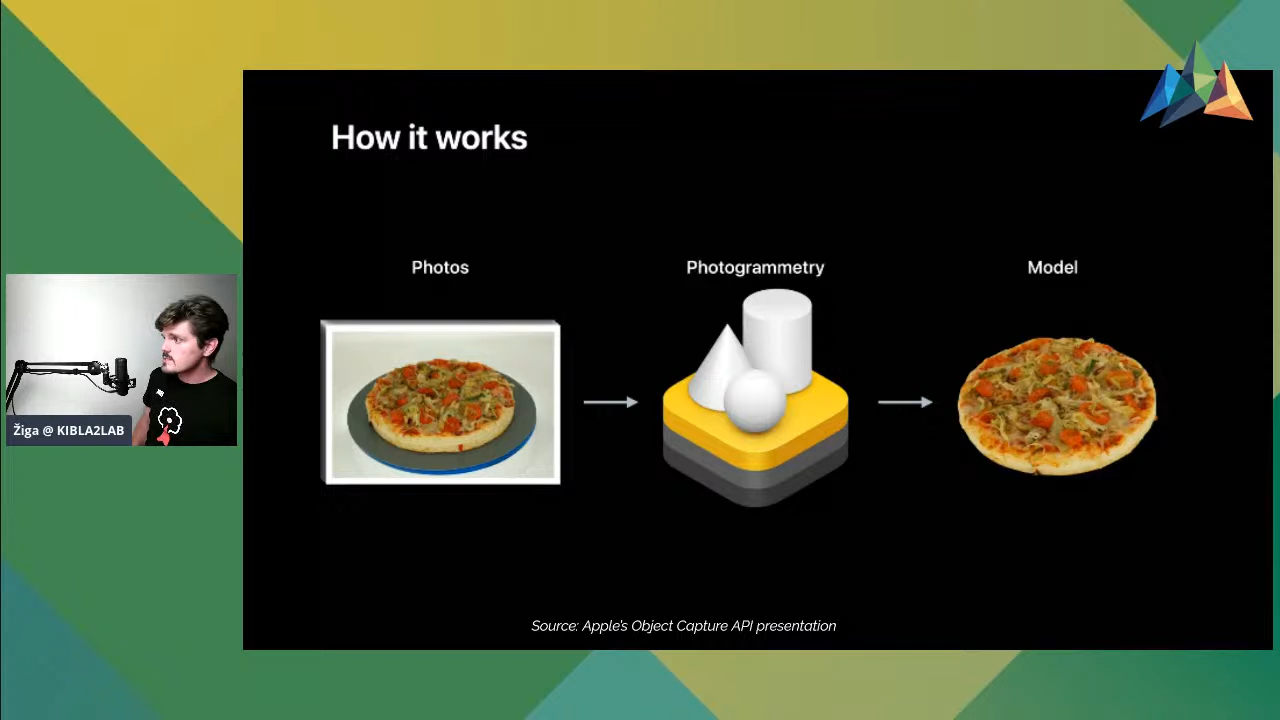 How it works
Photos
Photogrammetry
Model
Žiga @ KIBLA2LAB
Source: Apple's Object Capture API presentation